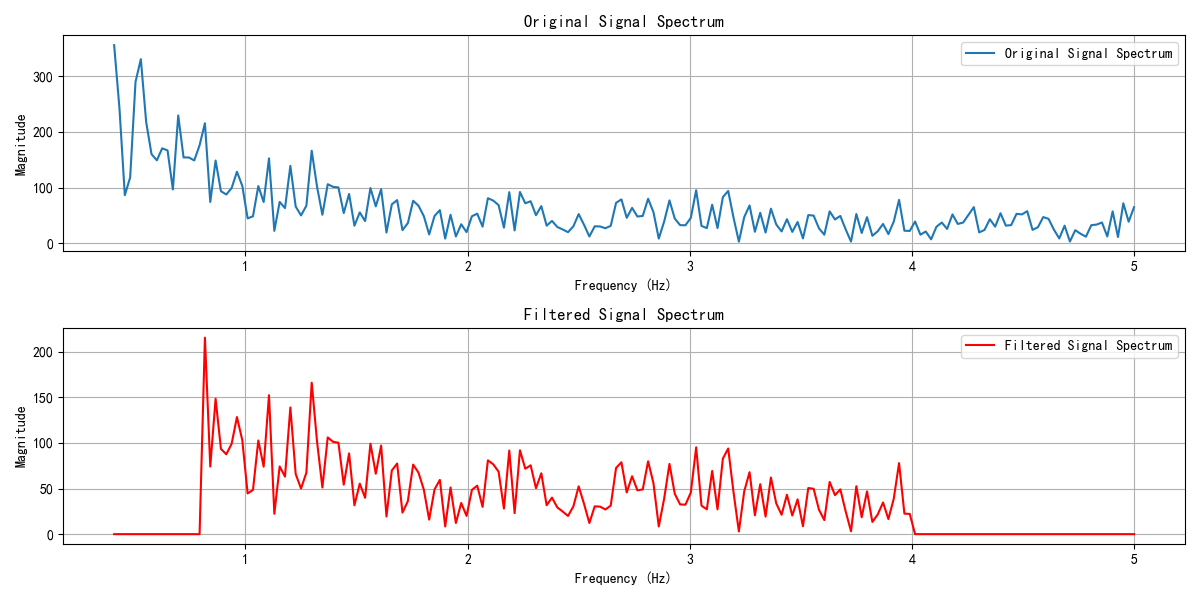 Original Signal Spectrum
Original Signal Spectrum
Magnitude
300
200
100
0
1 2 3 4 5
Frequency (Hz)
Filtered Signal Spectrum
Filtered Signal Spectrum
Magnitude
200
150
100
50
0
1 2 3 4 5
Frequency (Hz)